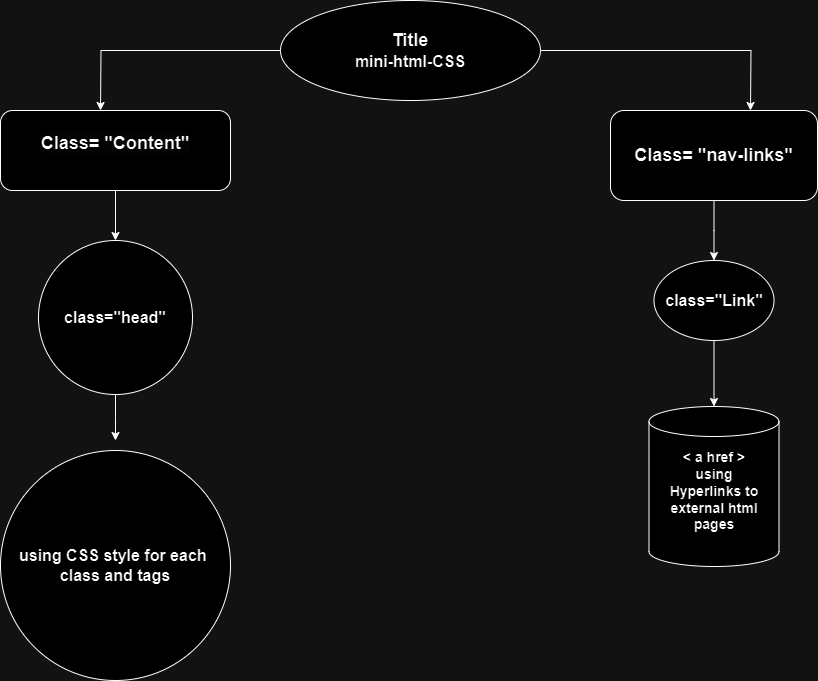 Title
mini-html-CSS
Class= "Content"
Class= "nav-links"
class="head"
class="Link"
< a href >
using
Hyperlinks to
external html
pages
using CSS style for each
class and tags